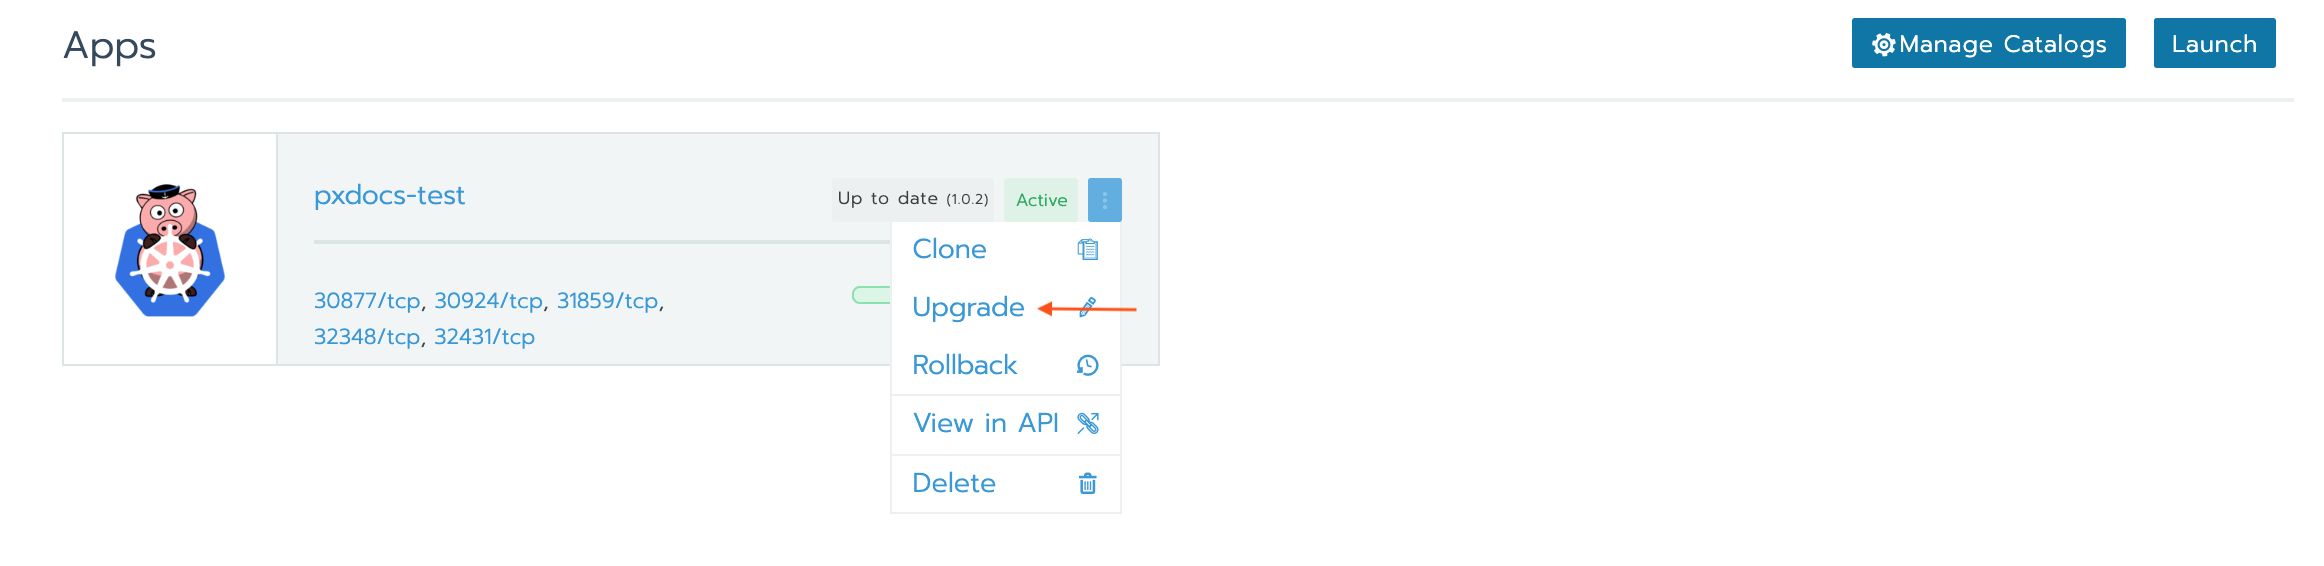 Apps
Manage Catalogs
Launch
pxdocs-test
Up to date (1.0.2)
Active
30877/tcp, 30924/tcp, 31859/tcp,
32348/tcp, 32431/tcp
Clone
Upgrade
Rollback
View in API
Delete